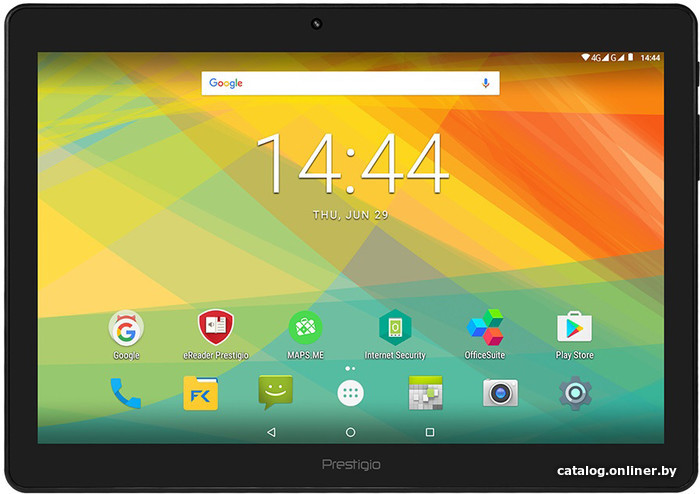 4G G 14:44
Google
14:44
THU, JUN 29
Google eReader Prestigio MAPS.ME Internet Security OfficeSuite Play Store
FK
Prestigio
catalog.onliner.by